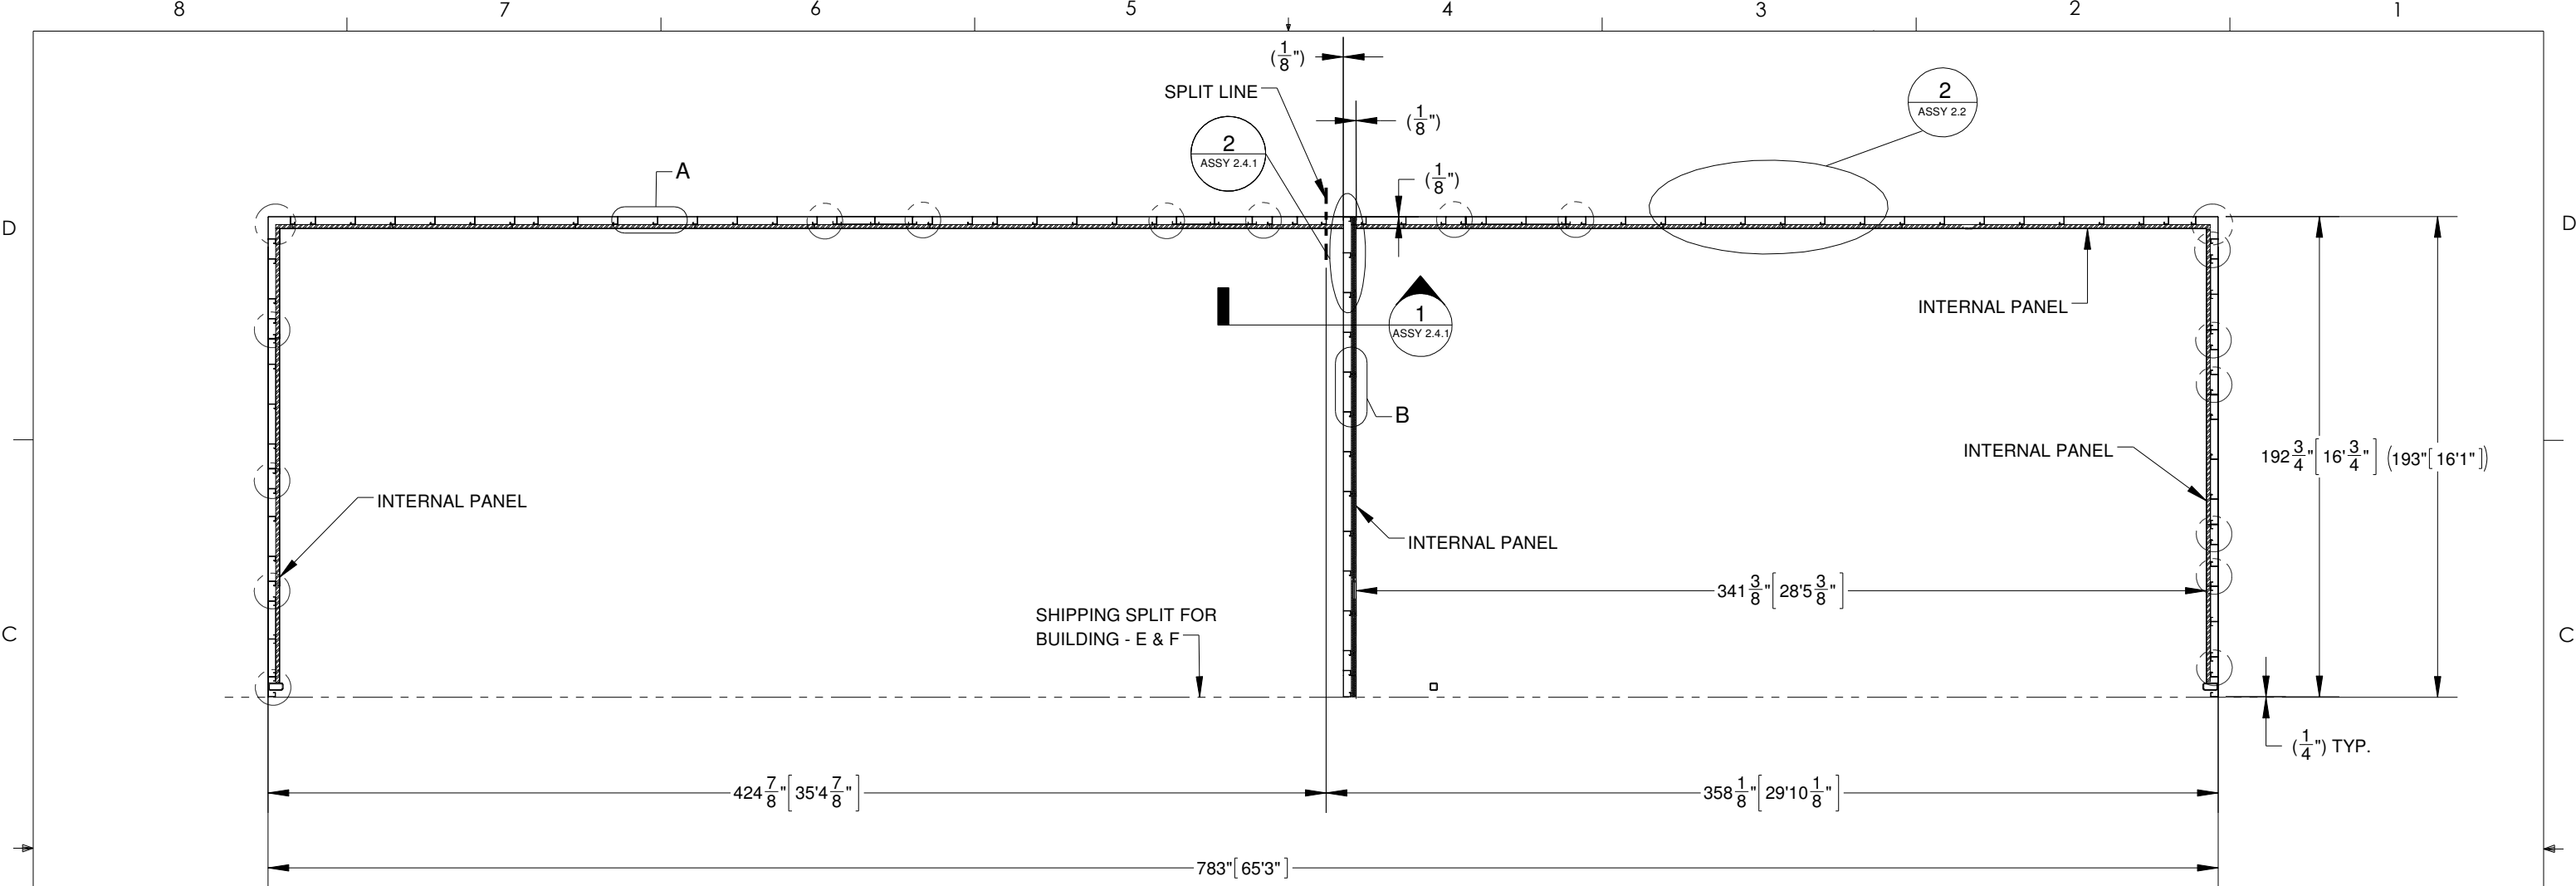 8 7 6 5 4 3 2 1
(1/8")
SPLIT LINE
2
ASSY 2.2
(1/8")
2
ASSY 2.4.1
A
(1/8")
D
D
1
ASSY 2.4.1
INTERNAL PANEL
B
INTERNAL PANEL
192 3/4" [16' 3/4"] (193" [16'1"])
INTERNAL PANEL
INTERNAL PANEL
341 3/8" [28'5 3/8"]
SHIPPING SPLIT FOR
BUILDING - E & F
C
C
(1/4") TYP.
424 7/8" [35'4 7/8"]
358 1/8" [29'10 1/8"]
783" [65'3"]